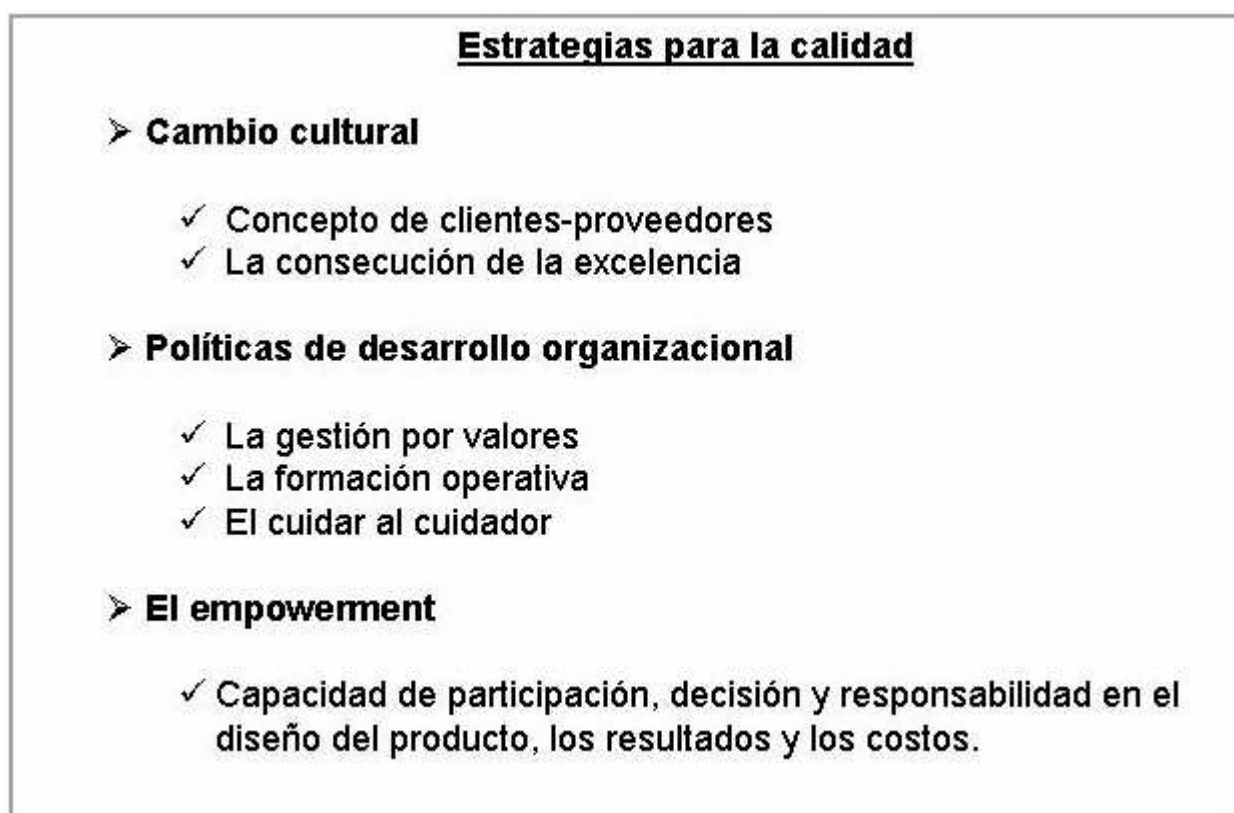 Estrategias para la calidad
➢ Cambio cultural
✓ Concepto de clientes-proveedores
✓ La consecución de la excelencia
➢ Políticas de desarrollo organizacional
✓ La gestión por valores
✓ La formación operativa
✓ El cuidar al cuidador
➢ El empowerment
✓ Capacidad de participación, decisión y responsabilidad en el
diseño del producto, los resultados y los costos.